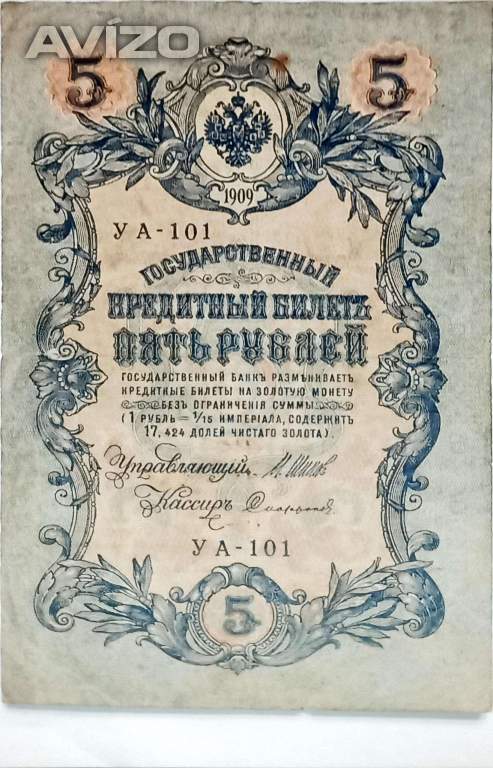 AVÍZO
5 5
1909
УА-101
ГОСУДАРСТВЕННЫЙ
КРЕДИТНЫЙ БИЛЕТЪ
ПЯТЬ РУБЛЕЙ
ГОСУДАРСТВЕННЫЙ БАНКЪ РАЗМѢНИВАЕТЪ
КРЕДИТНЫЕ БИЛЕТЫ НА ЗОЛОТУЮ МОНЕТУ
БЕЗЪ ОГРАНИЧЕНІЯ СУММЫ
(1 РУБЛЬ = 1/15 ИМПЕРІАЛА, СОДЕРЖИТЪ
17,424 ДОЛЕЙ ЧИСТАГО ЗОЛОТА).
Управляющій
Кассиръ
УА-101
5